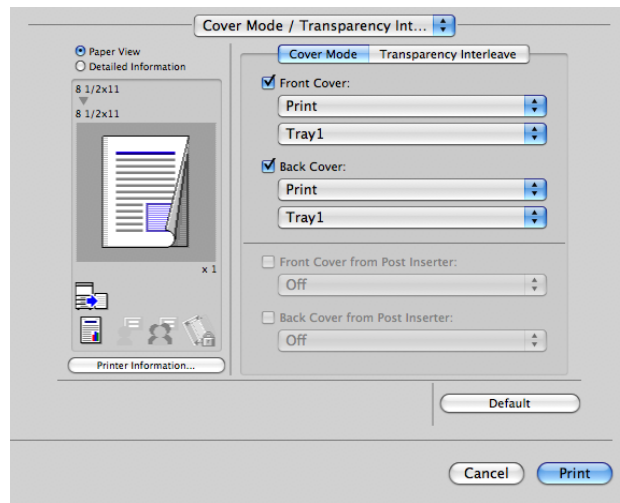 Cover Mode / Transparency Int...
Paper View
Detailed Information
8 1/2x11
8 1/2x11
x 1
Printer Information...
Cover Mode
Transparency Interleave
Front Cover:
Print
Tray1
Back Cover:
Print
Tray1
Front Cover from Post Inserter:
Off
Back Cover from Post Inserter:
Off
Default
Cancel
Print